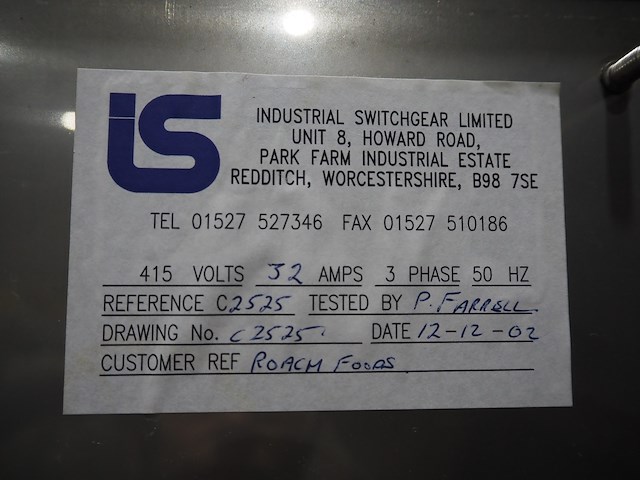 iS
INDUSTRIAL SWITCHGEAR LIMITED
UNIT 8, HOWARD ROAD,
PARK FARM INDUSTRIAL ESTATE
REDDITCH, WORCESTERSHIRE, B98 7SE
TEL 01527 527346 FAX 01527 510186
415 VOLTS 32 AMPS 3 PHASE 50 HZ
REFERENCE C2525 TESTED BY P. FARRELL
DRAWING No. C2525 DATE 12-12-02
CUSTOMER REF ROACH FOODS